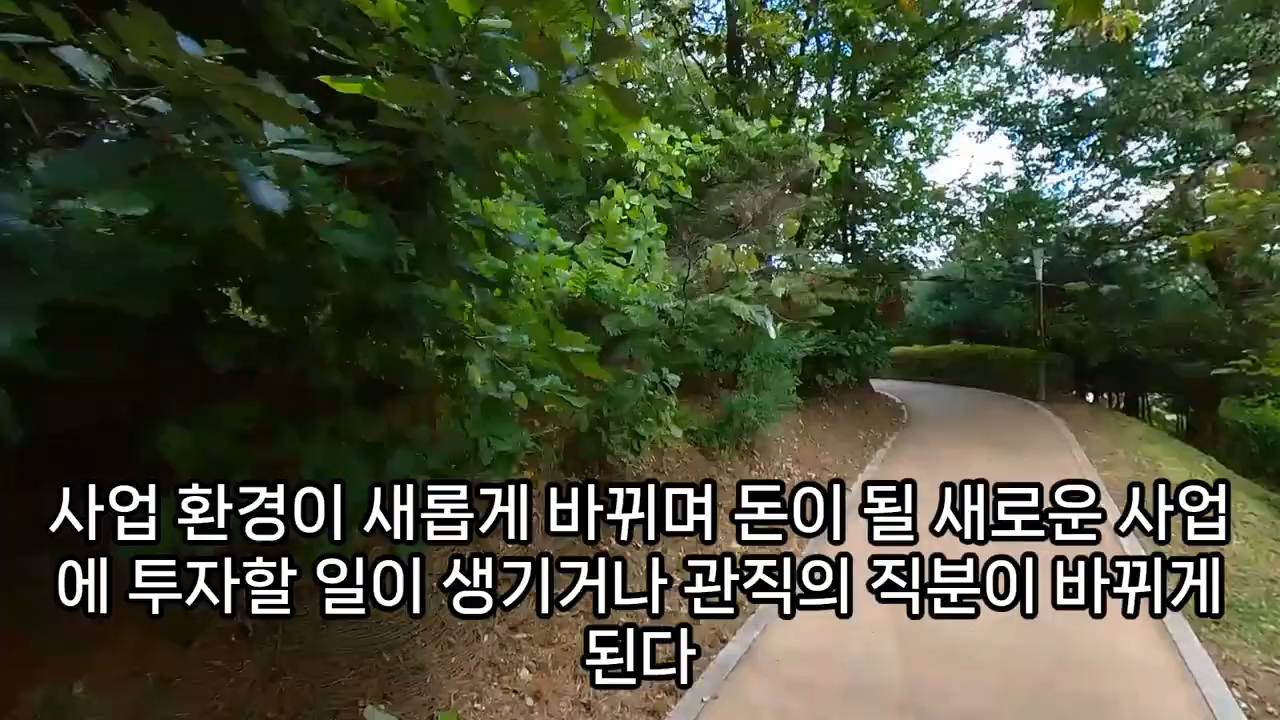 사업 환경이 새롭게 바뀌며 돈이 될 새로운 사업
에 투자할 일이 생기거나 관직의 직분이 바뀌게
된다